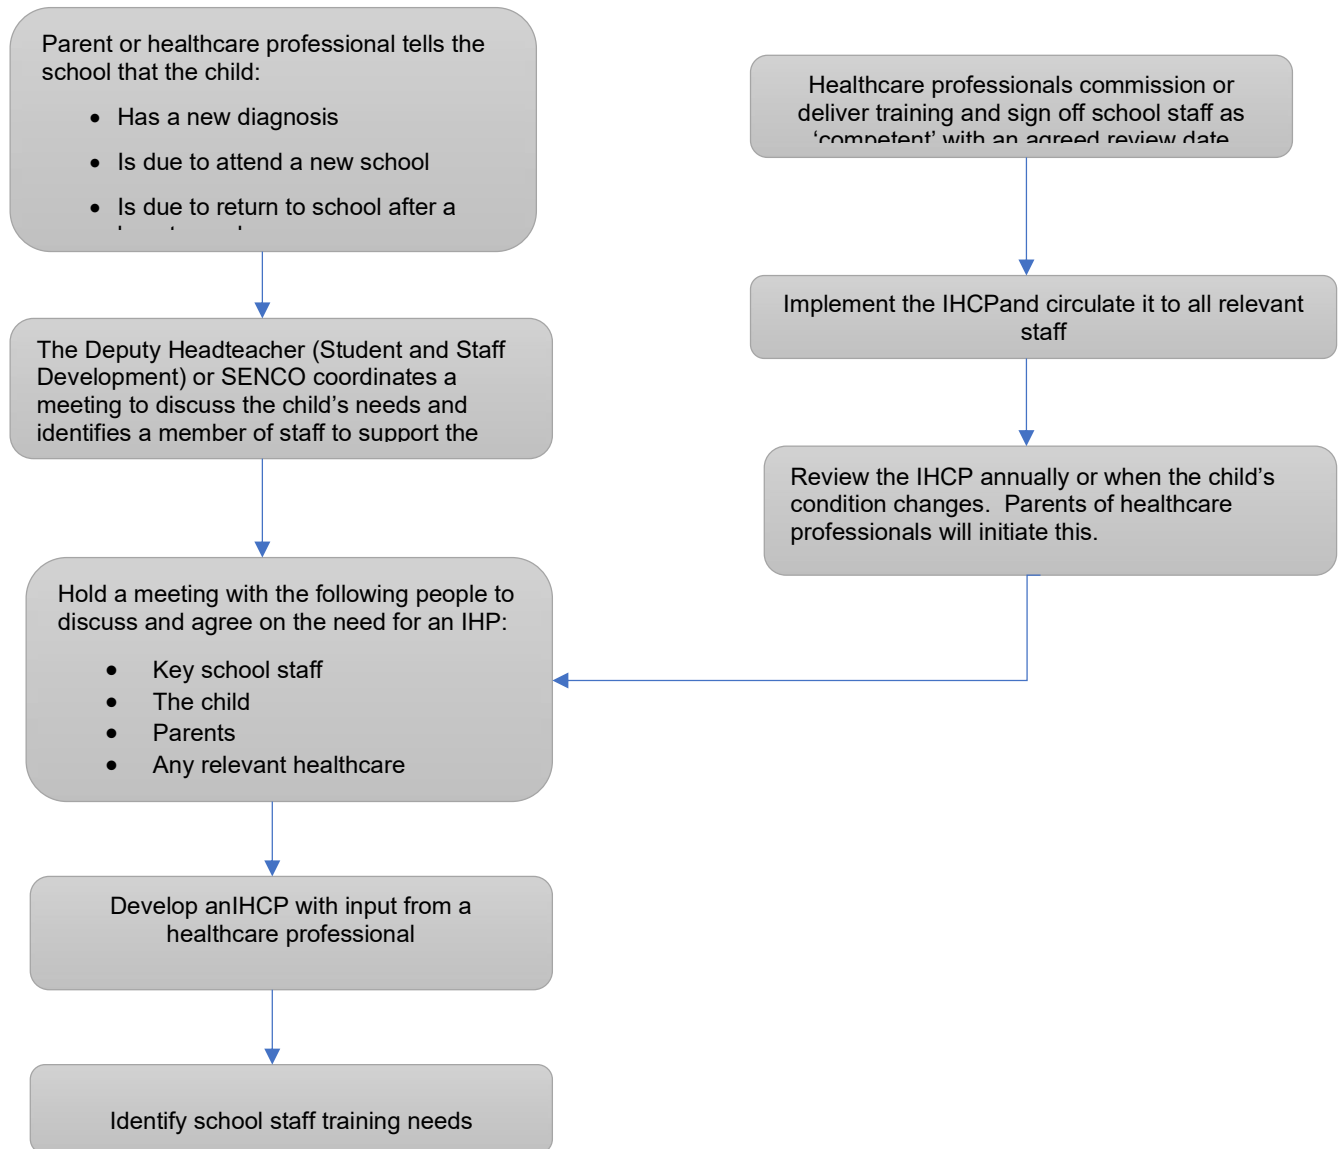 Parent or healthcare professional tells the
school that the child:
• Has a new diagnosis
• Is due to attend a new school
• Is due to return to school after a
The Deputy Headteacher (Student and Staff
Development) or SENCO coordinates a
meeting to discuss the child’s needs and
identifies a member of staff to support the
Hold a meeting with the following people to
discuss and agree on the need for an IHP:
• Key school staff
• The child
• Parents
• Any relevant healthcare
Develop anIHCP with input from a
healthcare professional
Identify school staff training needs
Healthcare professionals commission or
deliver training and sign off school staff as
‘competent’ with an agreed review date
Implement the IHCPand circulate it to all relevant
staff
Review the IHCP annually or when the child’s
condition changes.  Parents of healthcare
professionals will initiate this.